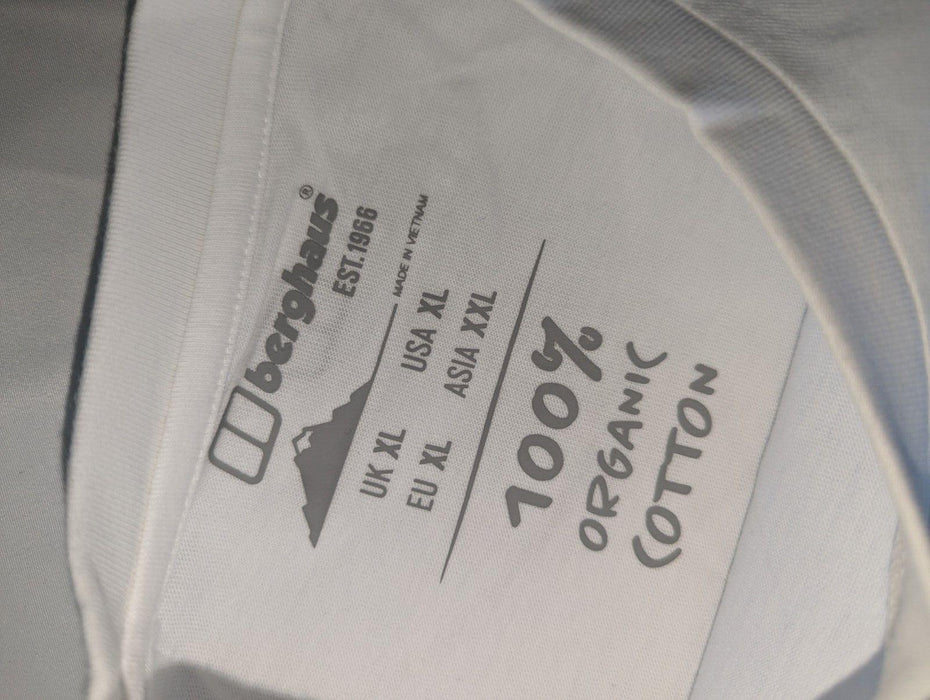 berghaus®
EST.1966
MADE IN VIETNAM
UK XL USA XL
EU XL ASIA XXL
100%
ORGANIC
COTTON